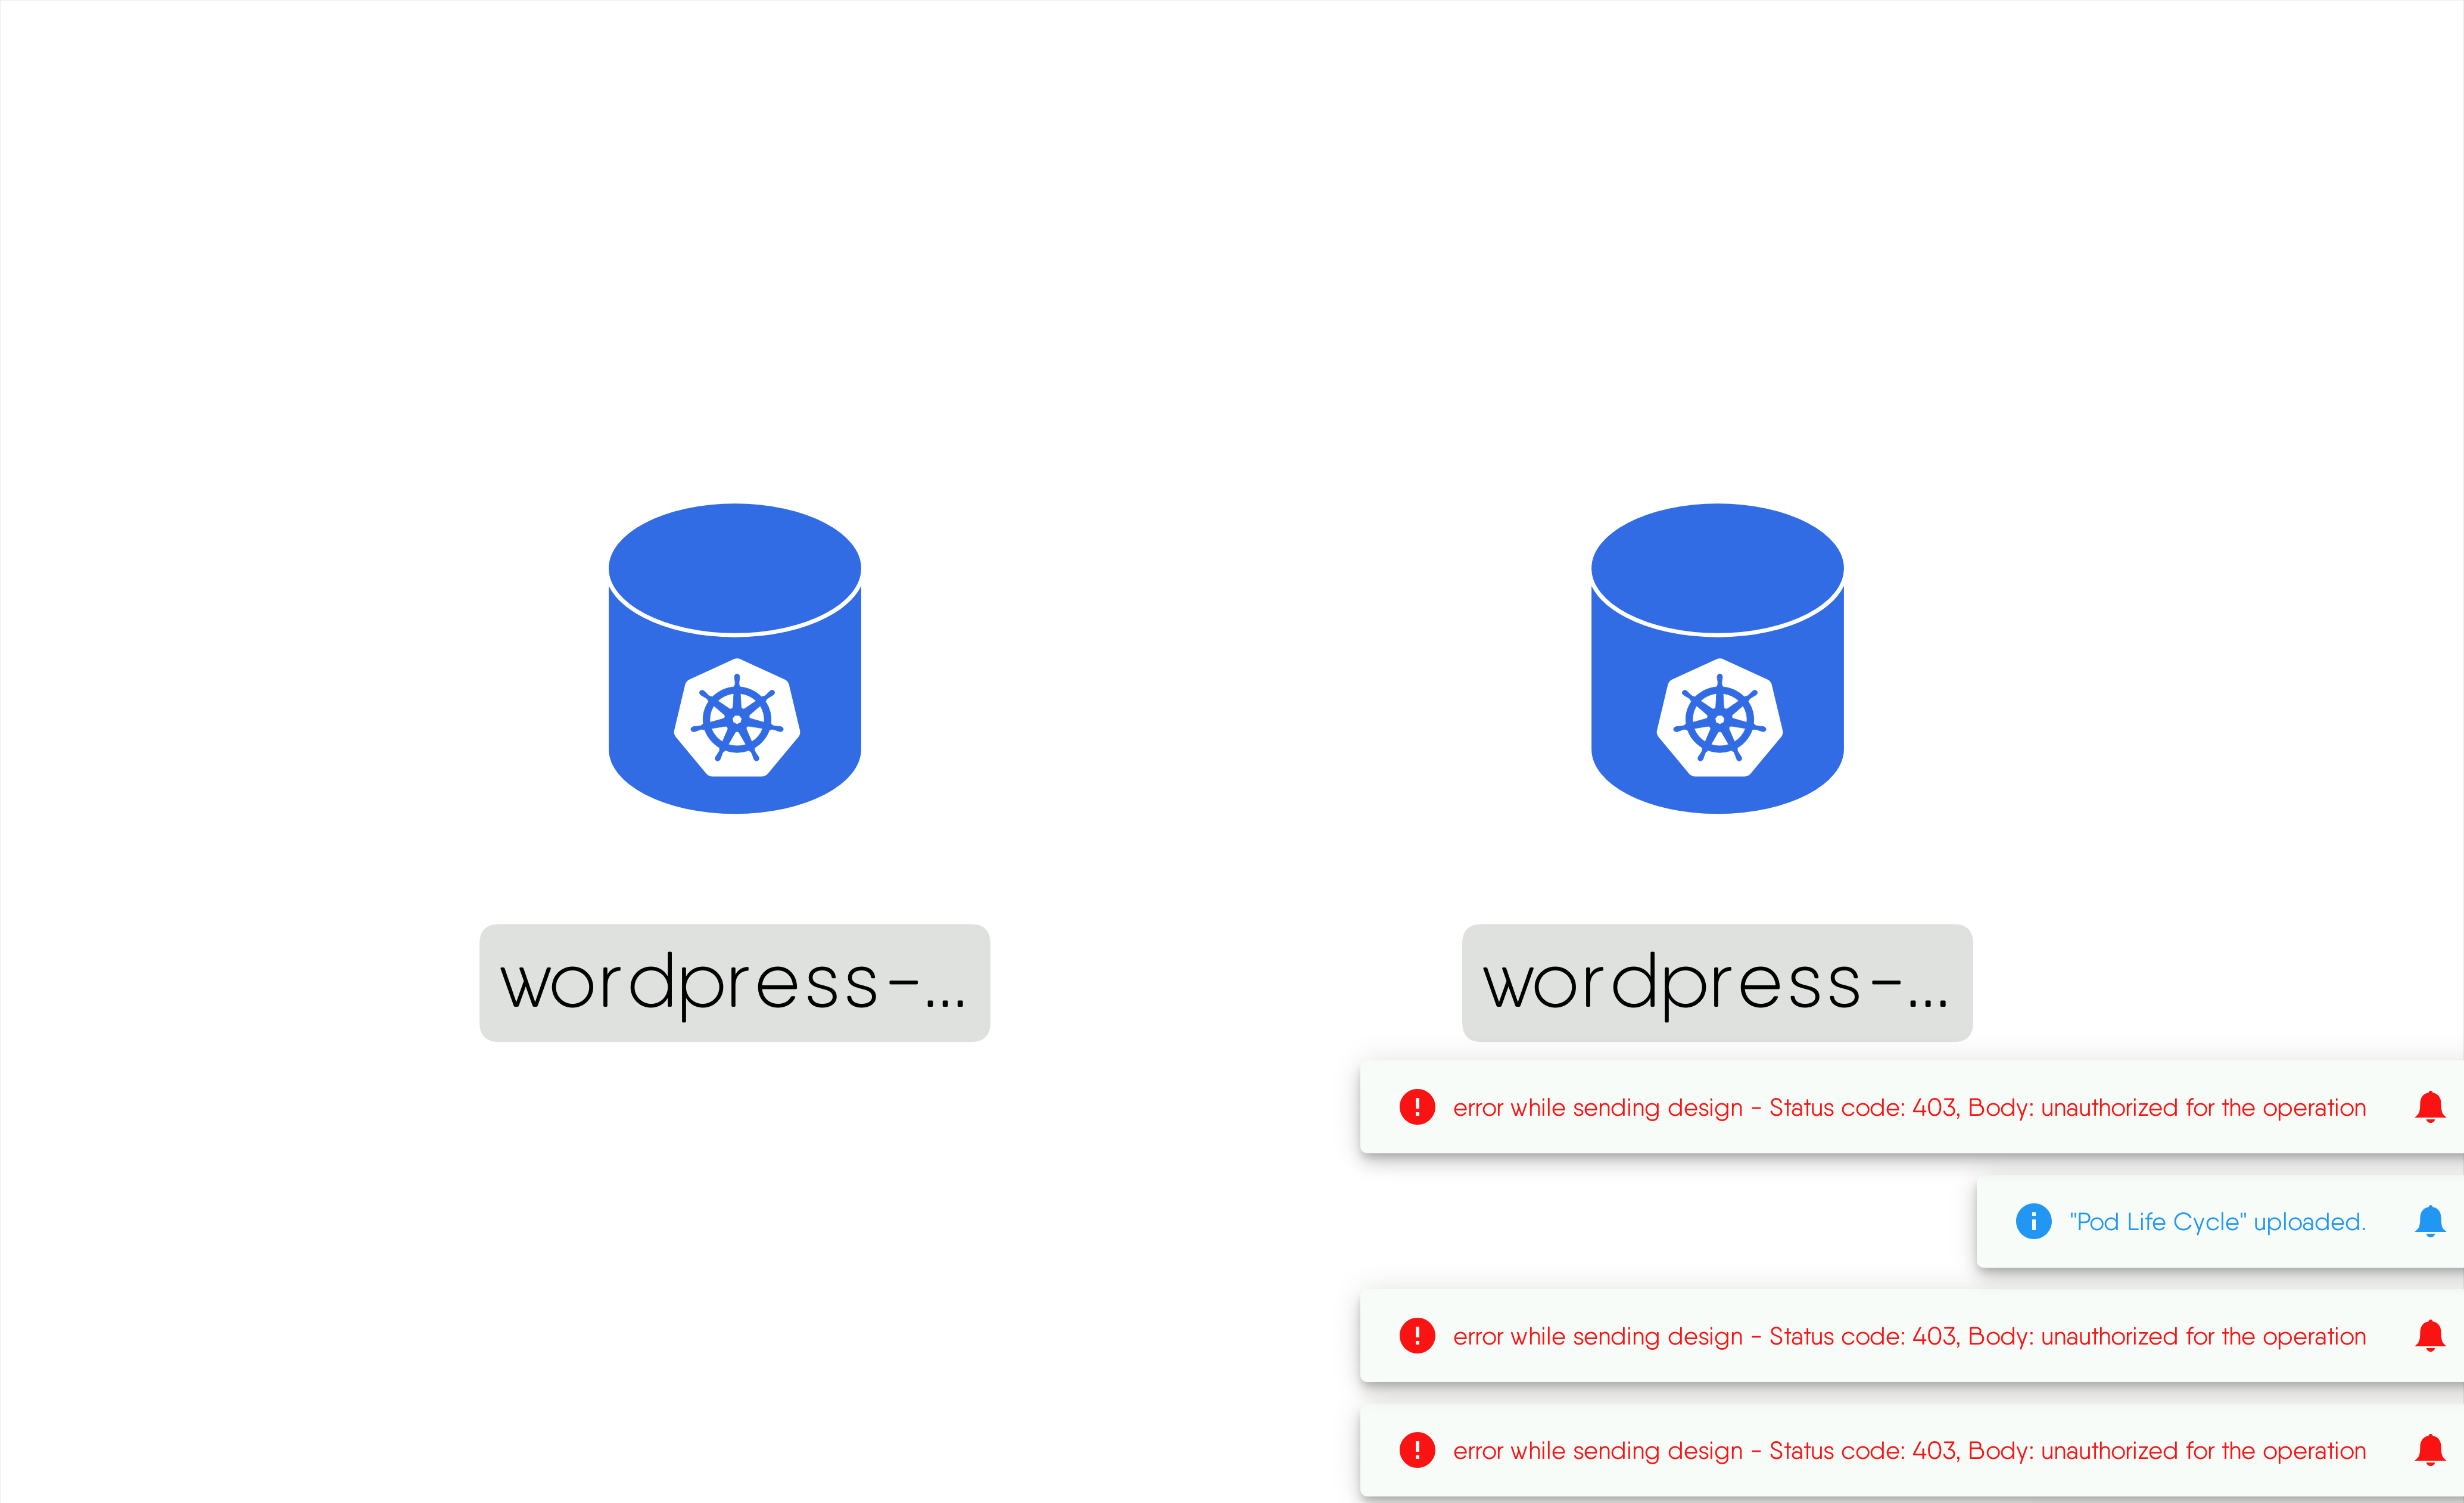 wordpress-...
wordpress-...
error while sending design - Status code: 403, Body: unauthorized for the operation
"Pod Life Cycle" uploaded.
error while sending design - Status code: 403, Body: unauthorized for the operation
error while sending design - Status code: 403, Body: unauthorized for the operation